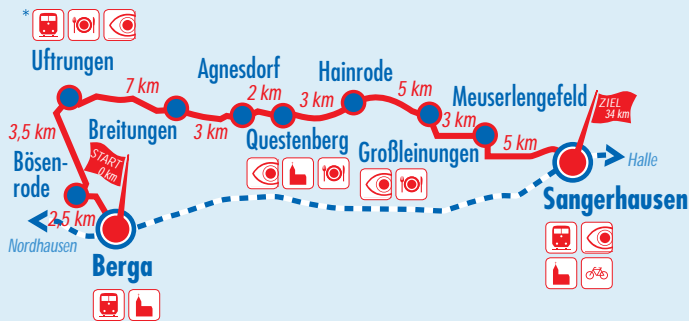 *
Uftrungen
7 km
Agnesdorf
2 km
Hainrode
3 km
5 km
Meuserlengefeld
ZIEL
34 km
3,5 km
Breitungen
3 km
Questenberg
Großleinungen
3 km
5 km
Halle
Bösen-
rode
START
0 km
2,5 km
Nordhausen
Berga
Sangerhausen